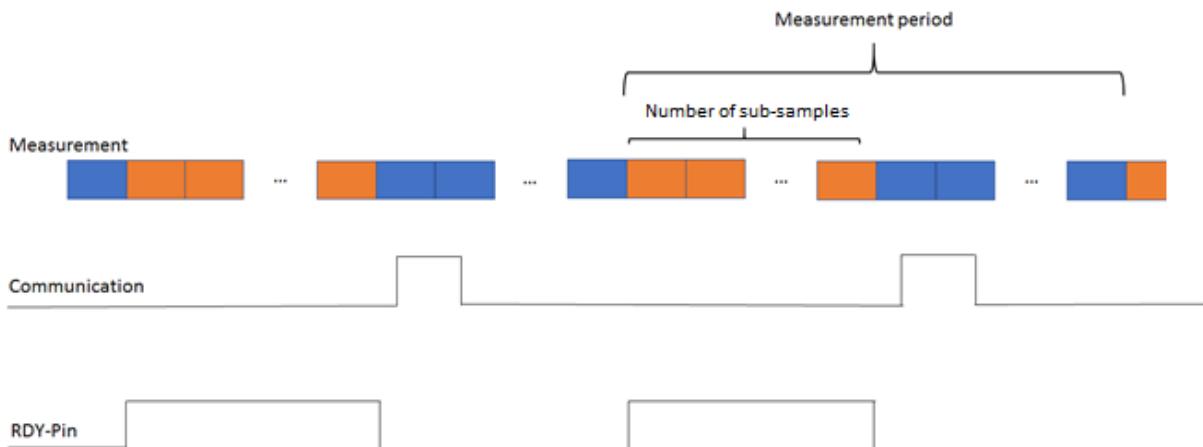 Measurement period
Number of sub-samples
Measurement
... ... ... ...
Communication
RDY-Pin